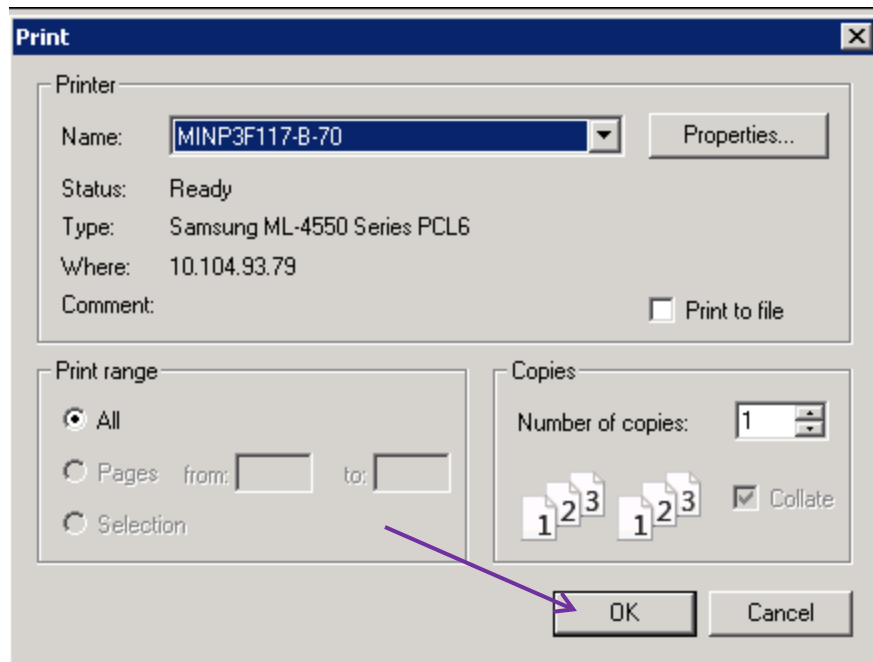 Print
Printer
Name: MINP3F117-B-70 Properties...
Status: Ready
Type: Samsung ML-4550 Series PCL6
Where: 10.104.93.79
Comment:
Print to file
Print range
All
Pages from: to:
Selection
Copies
Number of copies: 1
1 2 3 1 2 3
Collate
OK Cancel